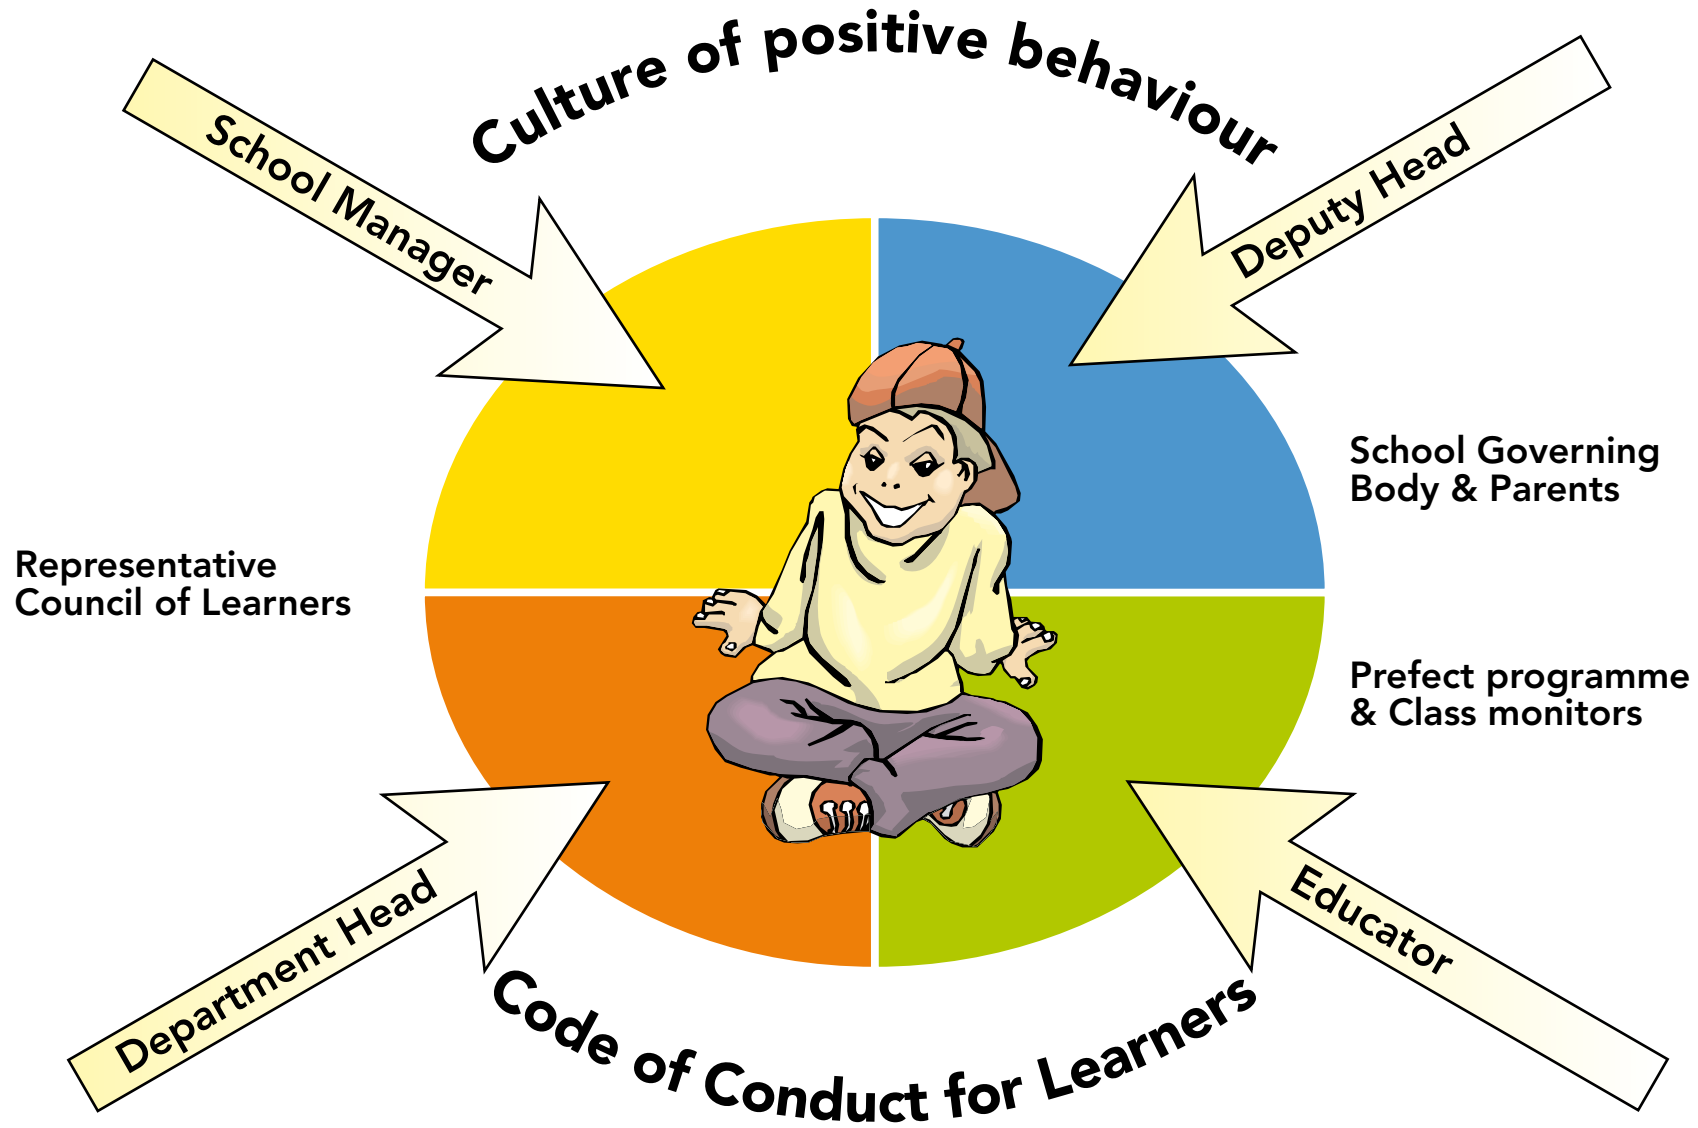 Culture of positive behaviour
School Manager
Deputy Head
School Governing
Body & Parents
Representative
Council of Learners
Prefect programme
& Class monitors
Department Head
Educator
Code of Conduct for Learners